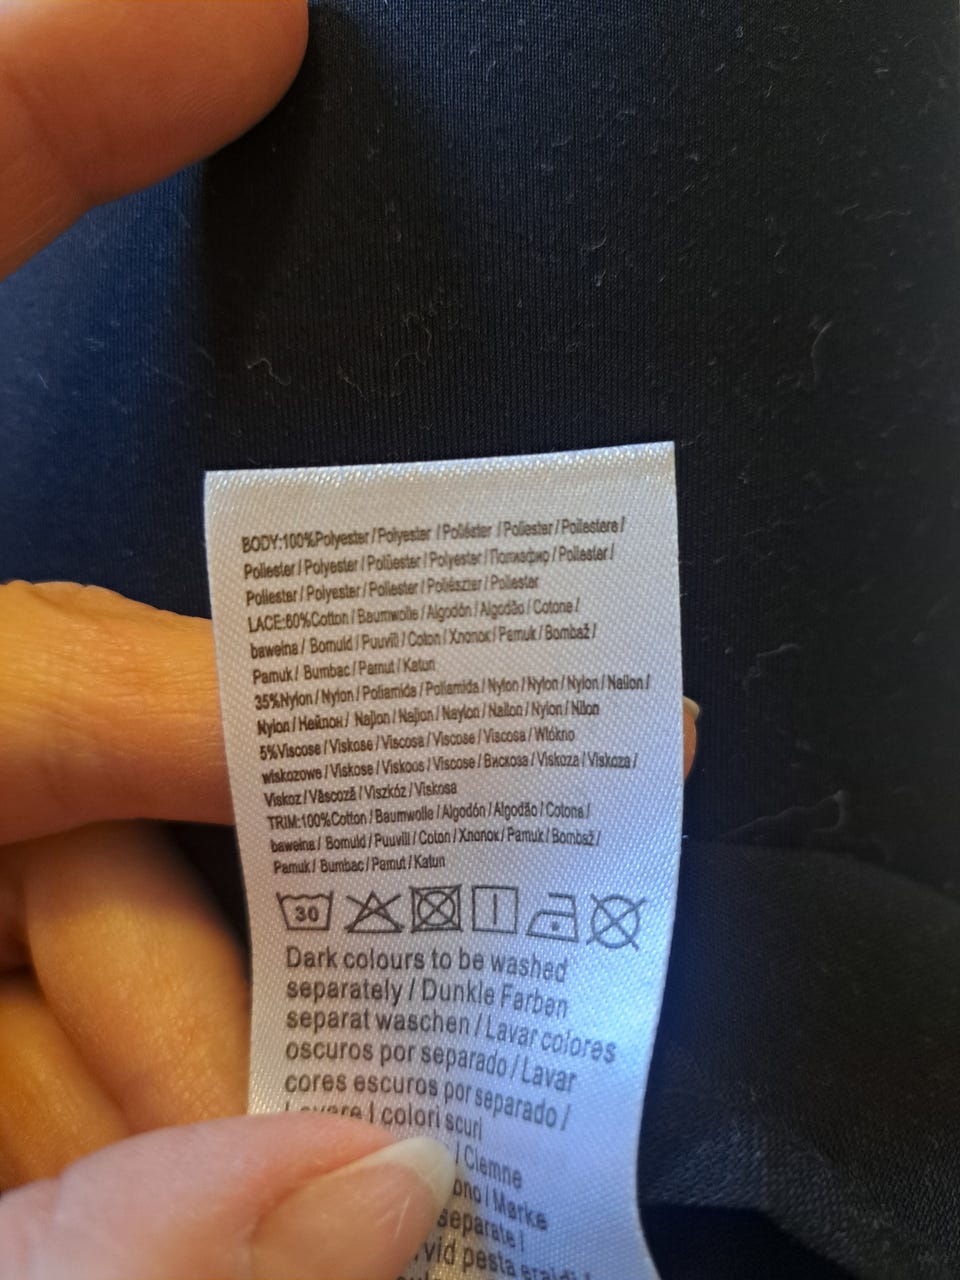 BODY:100%Polyester / Polyester / Poliéster / Poliester / Poliestere /
Poliester / Polyester / Polüester / Polyester / Полиэфир / Poliester /
Poliester / Polyester / Poliester / Poliészter / Poliester
LACE:60%Cotton / Baumwolle / Algodón / Algodão / Cotone /
bawełna / Bomuld / Puuvill / Coton / Хлопок / Pamuk / Bombaž /
Pamuk / Bumbac / Pamut / Katun
35%Nylon / Nylon / Poliamida / Poliamida / Nylon / Nylon / Nylon / Nailon /
Nylon / Нейлон / Najlon / Najlon / Naylon / Nailon / Nylon / Nilon
5%Viscose / Viskose / Viscosa / Viscose / Viscosa / Włókno
wiskozowe / Viskose / Viskoos / Viscose / Вискоза / Viskoza / Viskoza /
Viskoz / Vâscoză / Viszkóz / Viskosa
TRIM:100%Cotton / Baumwolle / Algodón / Algodão / Cotone /
bawełna / Bomuld / Puuvill / Coton / Хлопок / Pamuk / Bombaž /
Pamuk / Bumbac / Pamut / Katun
30
Dark colours to be washed
separately / Dunkle Farben
separat waschen / Lavar colores
oscuros por separado / Lavar
cores escuros por separado /
Lavare I colori scuri
/ Ciemne
/ Mørke
separate /
vid pesta eraldi /